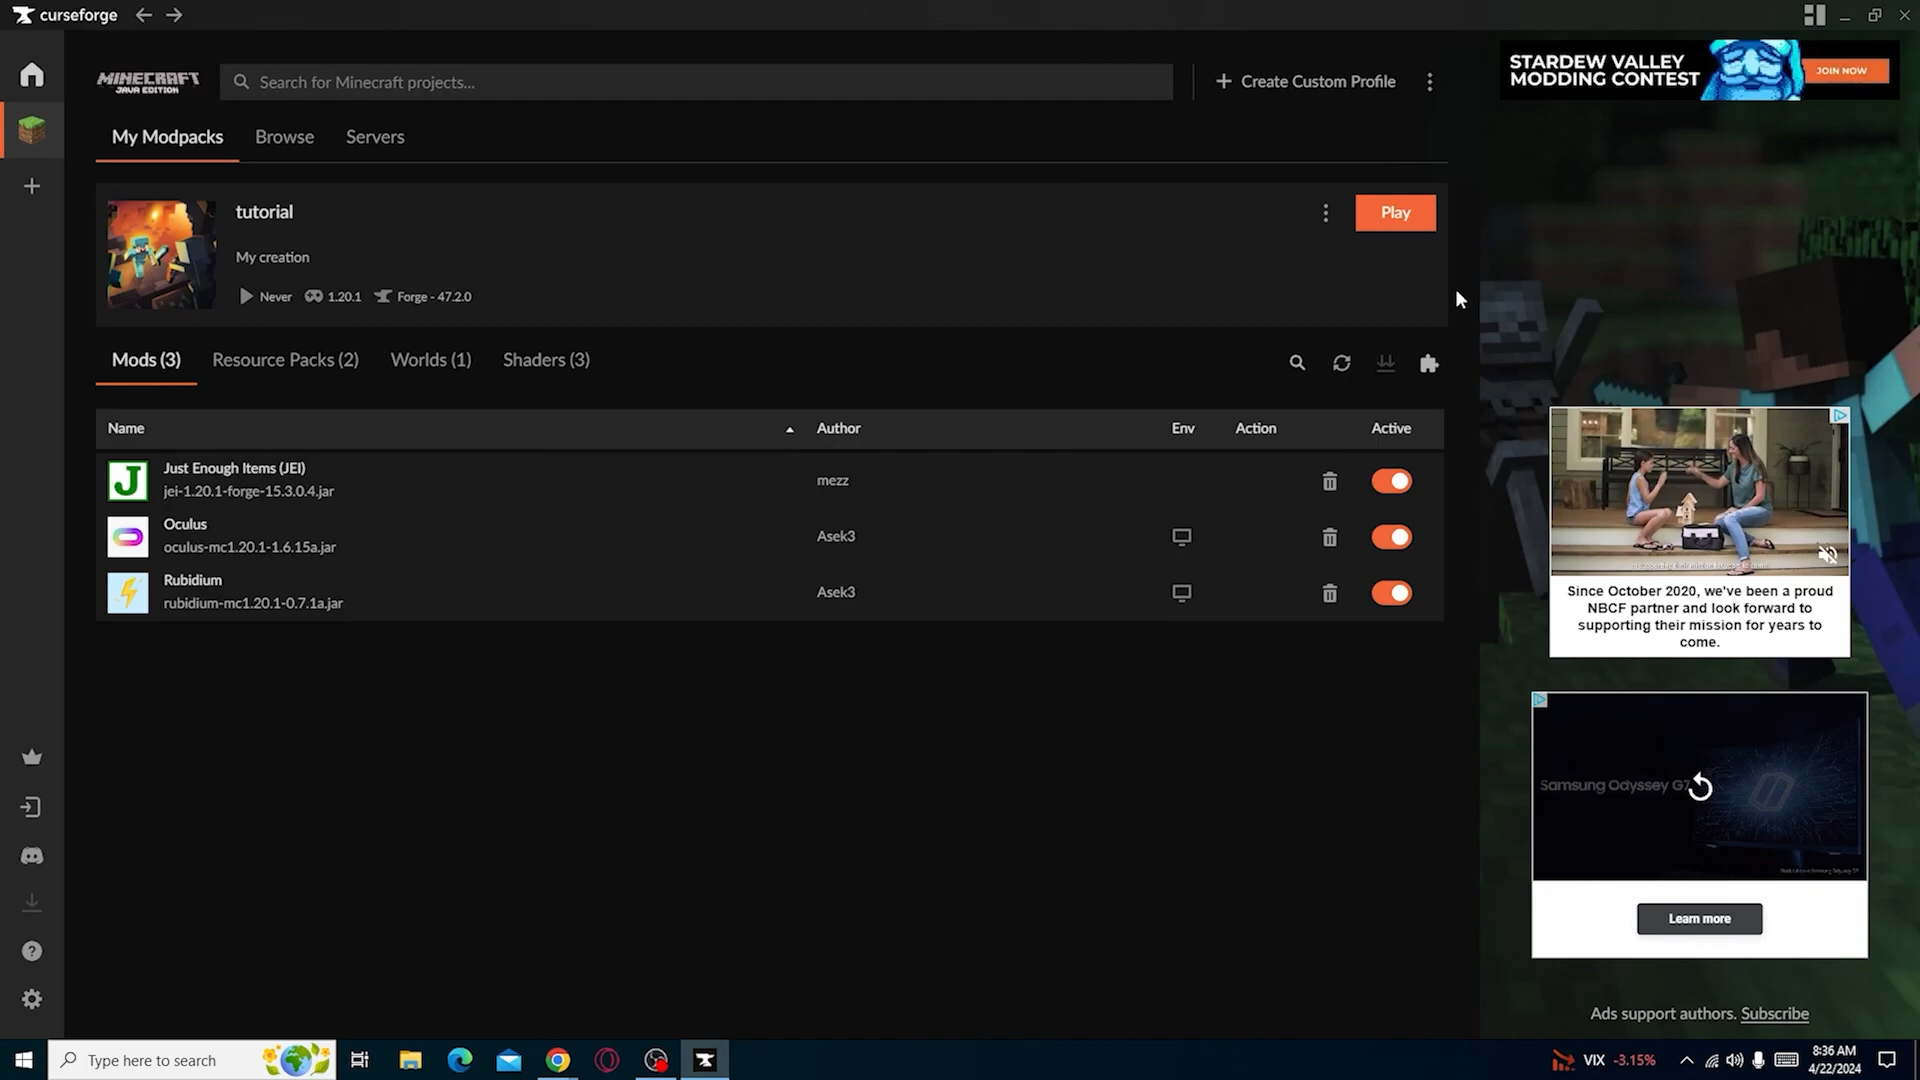 curseforge
MINECRAFT
JAVA EDITION
Search for Minecraft projects...
Create Custom Profile
STARDEW VALLEY
MODDING CONTEST
JOIN NOW
My Modpacks
Browse
Servers
tutorial
Play
My creation
Never
1.20.1
Forge - 47.2.0
Mods (3)
Resource Packs (2)
Worlds (1)
Shaders (3)
Name
Author
Env
Action
Active
Just Enough Items (JEI)
jei-1.20.1-forge-15.3.0.4.jar
mezz
Oculus
oculus-mc1.20.1-1.6.15a.jar
Asek3
Rubidium
rubidium-mc1.20.1-0.7.1a.jar
Asek3
Since October 2020, we've been a proud
NBCF partner and look forward to
supporting their mission for years to
come.
Samsung Odyssey G7
Learn more
Ads support authors. Subscribe
Type here to search
VIX -3.15%
8:36 AM
4/22/2024